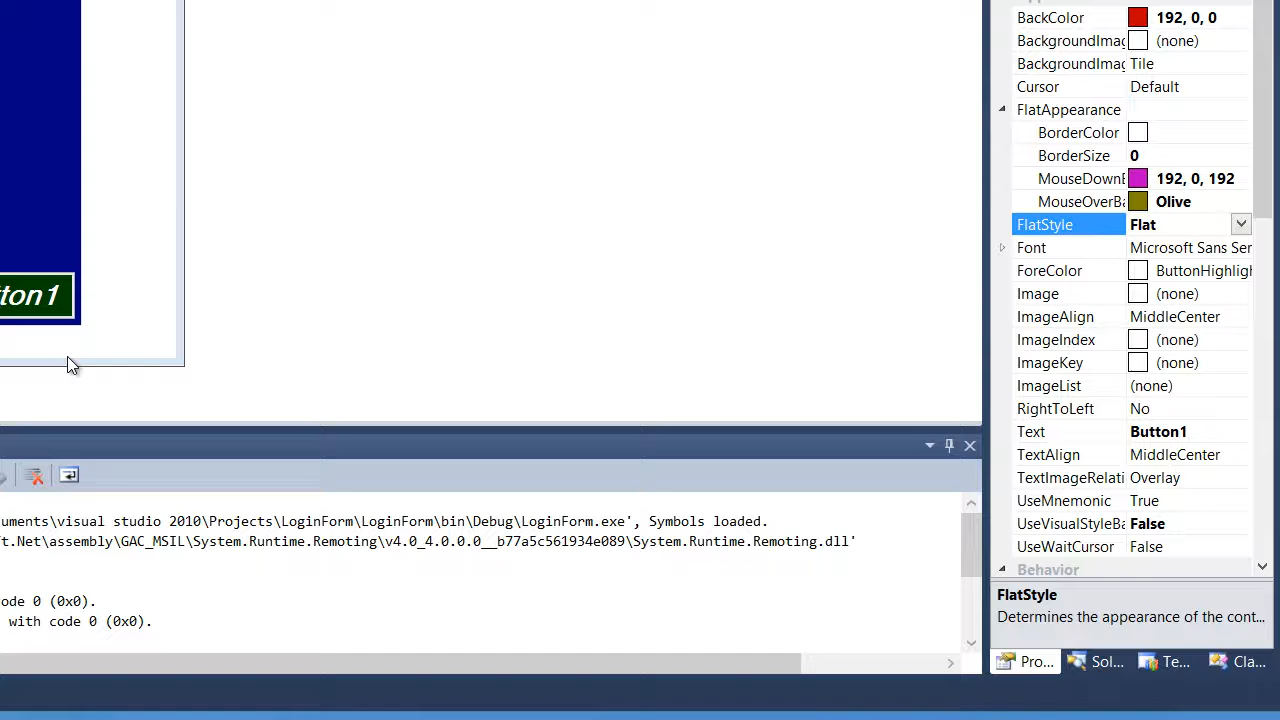 BackColor 192, 0, 0
BackgroundImag (none)
BackgroundImag Tile
Cursor Default
FlatAppearance
BorderColor
BorderSize 0
MouseDownB 192, 0, 192
MouseOverBa Olive
FlatStyle Flat
Font Microsoft Sans Ser
ForeColor ButtonHighligh
Image (none)
ImageAlign MiddleCenter
ImageIndex (none)
ImageKey (none)
ImageList (none)
RightToLeft No
Text Button1
TextAlign MiddleCenter
TextImageRelati Overlay
UseMnemonic True
UseVisualStyleBa False
UseWaitCursor False
Behavior
FlatStyle
Determines the appearance of the cont...
Pro... Sol... Te... Cla...
tton1
uments\visual studio 2010\Projects\LoginForm\LoginForm\bin\Debug\LoginForm.exe', Symbols loaded.
t.Net\assembly\GAC_MSIL\System.Runtime.Remoting\v4.0_4.0.0.0__b77a5c561934e089\System.Runtime.Remoting.dll'
ode 0 (0x0).
with code 0 (0x0).